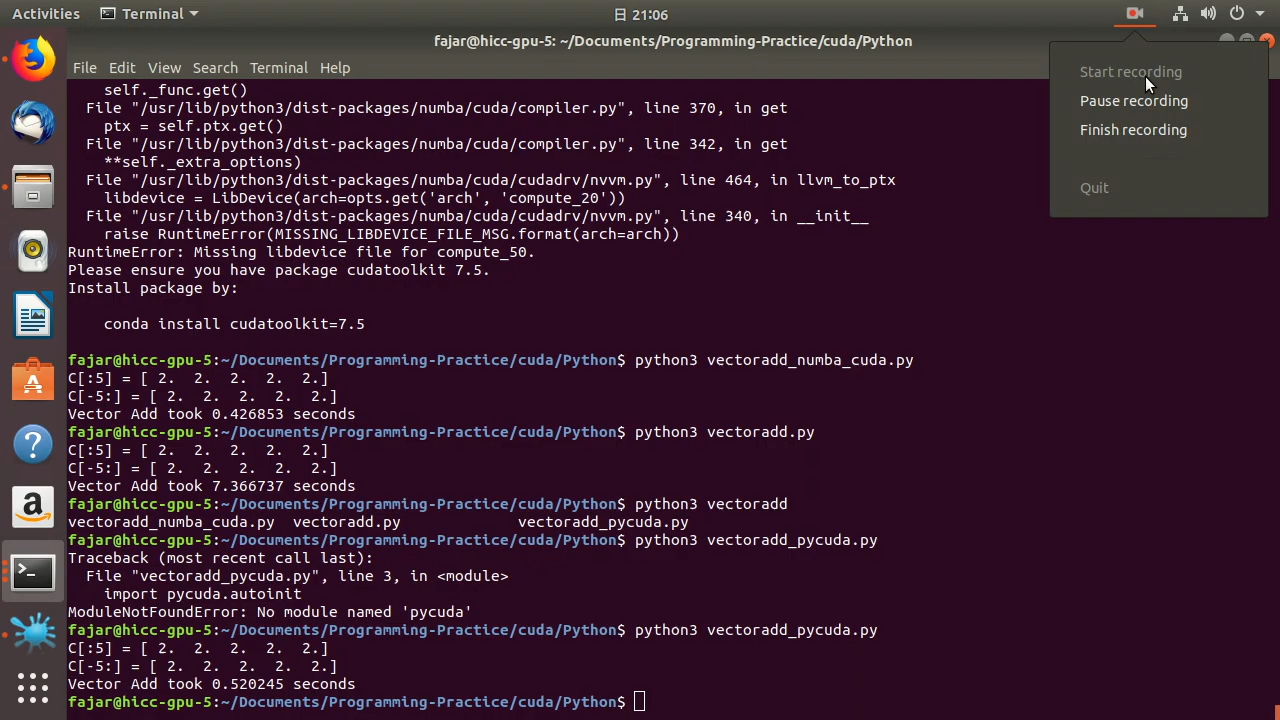 Activities Terminal 日 21:06
fajar@hicc-gpu-5: ~/Documents/Programming-Practice/cuda/Python
File Edit View Search Terminal Help
Start recording
Pause recording
Finish recording
Quit
self._func.get()
File "/usr/lib/python3/dist-packages/numba/cuda/compiler.py", line 370, in get
ptx = self.ptx.get()
File "/usr/lib/python3/dist-packages/numba/cuda/compiler.py", line 342, in get
**self._extra_options)
File "/usr/lib/python3/dist-packages/numba/cuda/cudadrv/nvvm.py", line 464, in llvm_to_ptx
libdevice = LibDevice(arch=opts.get('arch', 'compute_20'))
File "/usr/lib/python3/dist-packages/numba/cuda/cudadrv/nvvm.py", line 340, in __init__
raise RuntimeError(MISSING_LIBDEVICE_FILE_MSG.format(arch=arch))
RuntimeError: Missing libdevice file for compute_50.
Please ensure you have package cudatoolkit 7.5.
Install package by:
conda install cudatoolkit=7.5
fajar@hicc-gpu-5:~/Documents/Programming-Practice/cuda/Python$ python3 vectoradd_numba_cuda.py
C[:5] = [ 2.  2.  2.  2.  2.]
C[-5:] = [ 2.  2.  2.  2.  2.]
Vector Add took 0.426853 seconds
fajar@hicc-gpu-5:~/Documents/Programming-Practice/cuda/Python$ python3 vectoradd.py
C[:5] = [ 2.  2.  2.  2.  2.]
C[-5:] = [ 2.  2.  2.  2.  2.]
Vector Add took 7.366737 seconds
fajar@hicc-gpu-5:~/Documents/Programming-Practice/cuda/Python$ python3 vectoradd
vectoradd_numba_cuda.py  vectoradd.py             vectoradd_pycuda.py
fajar@hicc-gpu-5:~/Documents/Programming-Practice/cuda/Python$ python3 vectoradd_pycuda.py
Traceback (most recent call last):
File "vectoradd_pycuda.py", line 3, in <module>
import pycuda.autoinit
ModuleNotFoundError: No module named 'pycuda'
fajar@hicc-gpu-5:~/Documents/Programming-Practice/cuda/Python$ python3 vectoradd_pycuda.py
C[:5] = [ 2.  2.  2.  2.  2.]
C[-5:] = [ 2.  2.  2.  2.  2.]
Vector Add took 0.520245 seconds
fajar@hicc-gpu-5:~/Documents/Programming-Practice/cuda/Python$